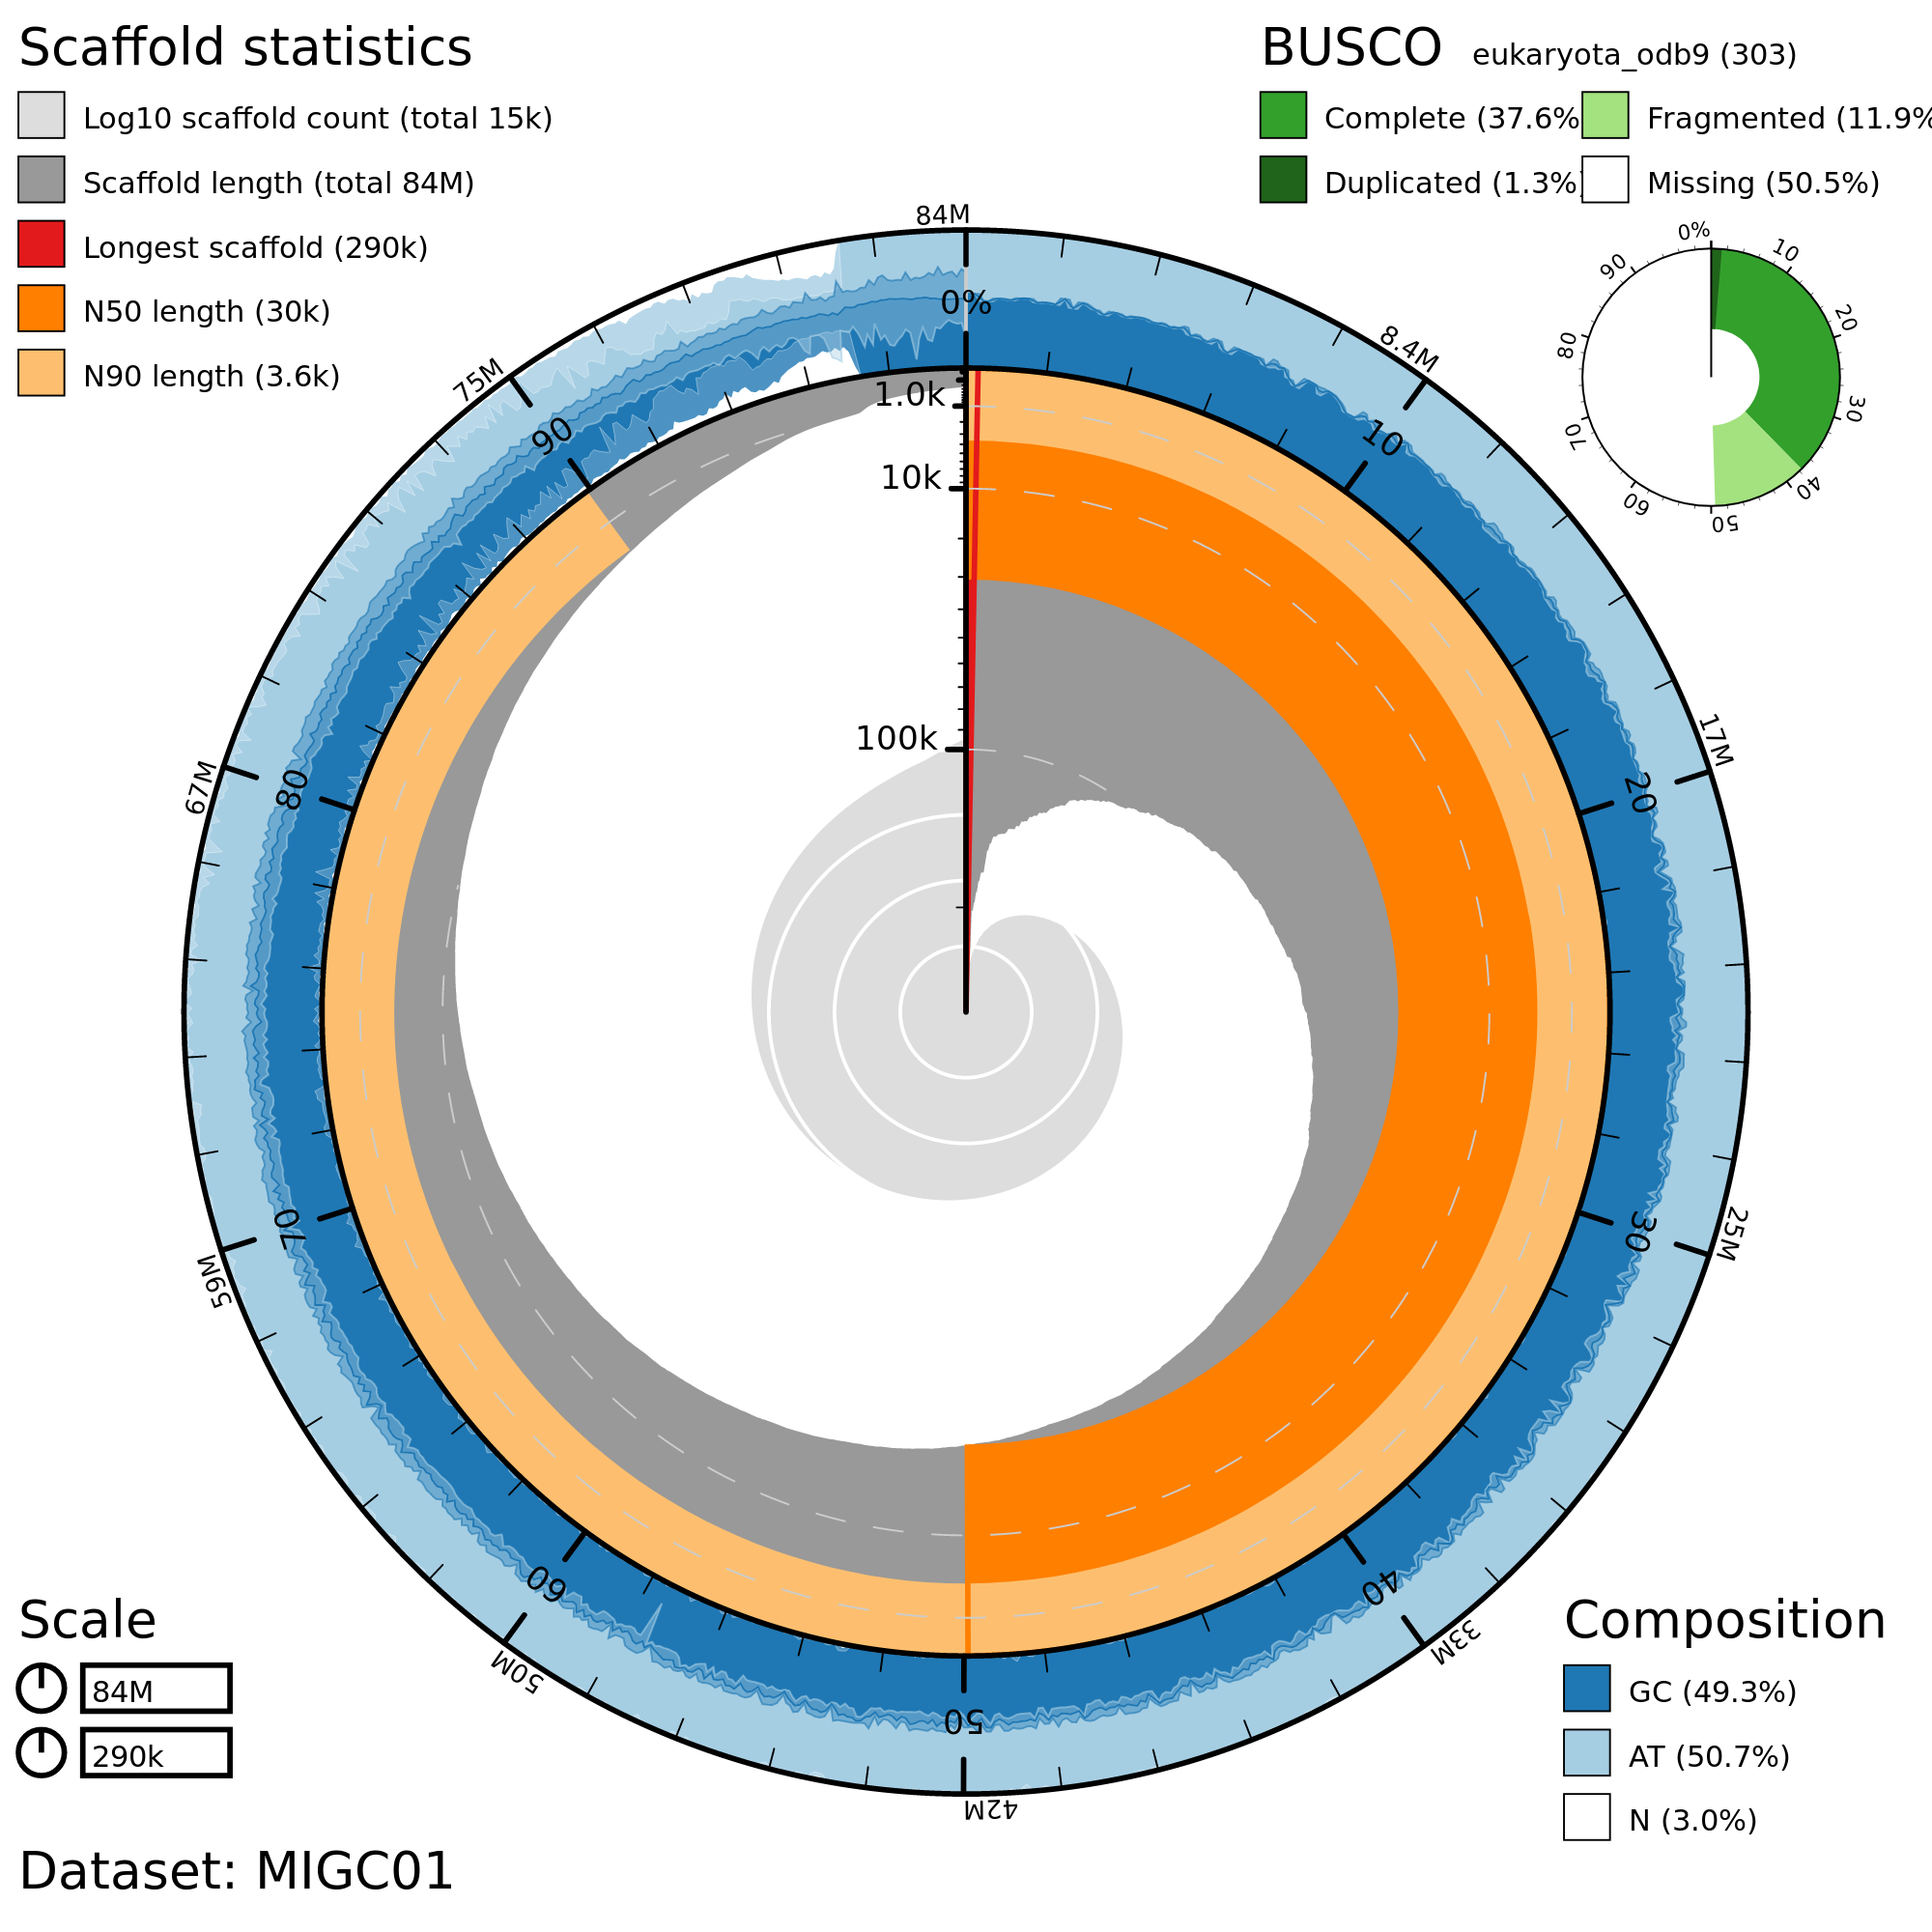 Scaffold statistics
Log10 scaffold count (total 15k)
Scaffold length (total 84M)
Longest scaffold (290k)
N50 length (30k)
N90 length (3.6k)
BUSCO eukaryota_odb9 (303)
Complete (37.6%
Fragmented (11.9%
Duplicated (1.3%)
Missing (50.5%)
0%
10
20
30
40
50
60
70
80
90
84M
8.4M
17M
25M
33M
42M
50M
59M
67M
75M
0%
10
20
30
40
50
60
70
80
90
1.0k
10k
100k
Scale
84M
290k
Composition
GC (49.3%)
AT (50.7%)
N (3.0%)
Dataset: MIGC01